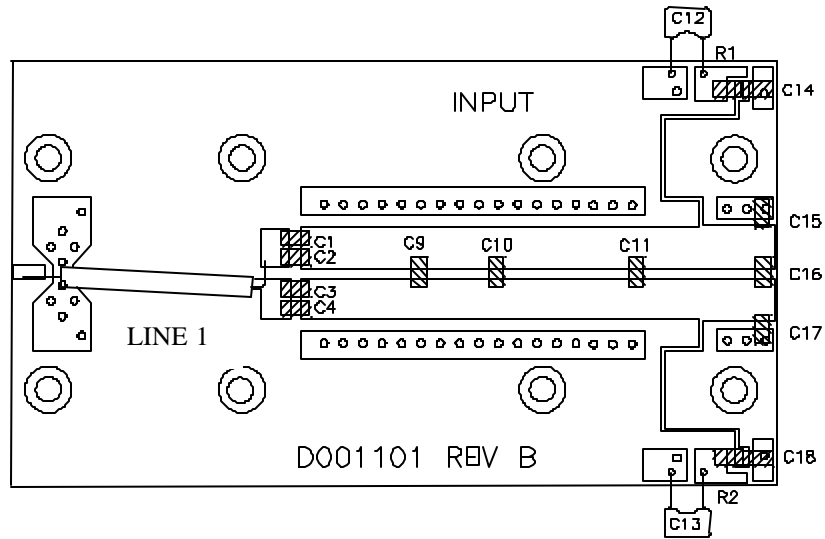 C12
R1
C14
INPUT
C15
C1
C2
C9
C10
C11
C16
C3
C4
LINE 1
C17
D001101 REV B
C18
R2
C13